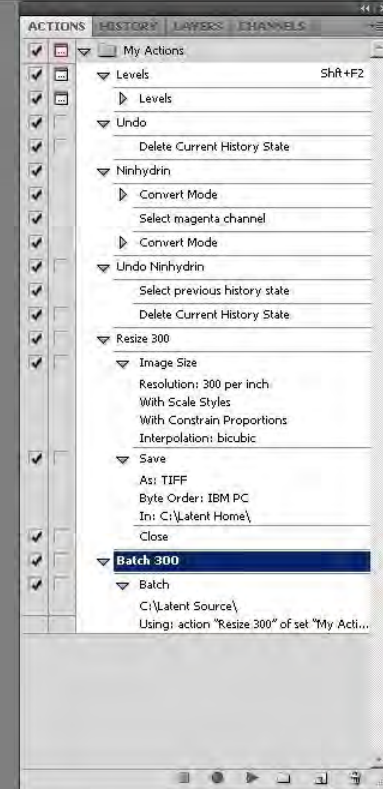 ACTIONS HISTORY LAYERS CHANNELS
My Actions
Levels Shft+F2
Levels
Undo
Delete Current History State
Ninhydrin
Convert Mode
Select magenta channel
Convert Mode
Undo Ninhydrin
Select previous history state
Delete Current History State
Resize 300
Image Size
Resolution: 300 per inch
With Scale Styles
With Constrain Proportions
Interpolation: bicubic
Save
As: TIFF
Byte Order: IBM PC
In: C:\Latent Home\
Close
Batch 300
Batch
C:\Latent Source\
Using: action "Resize 300" of set "My Acti...